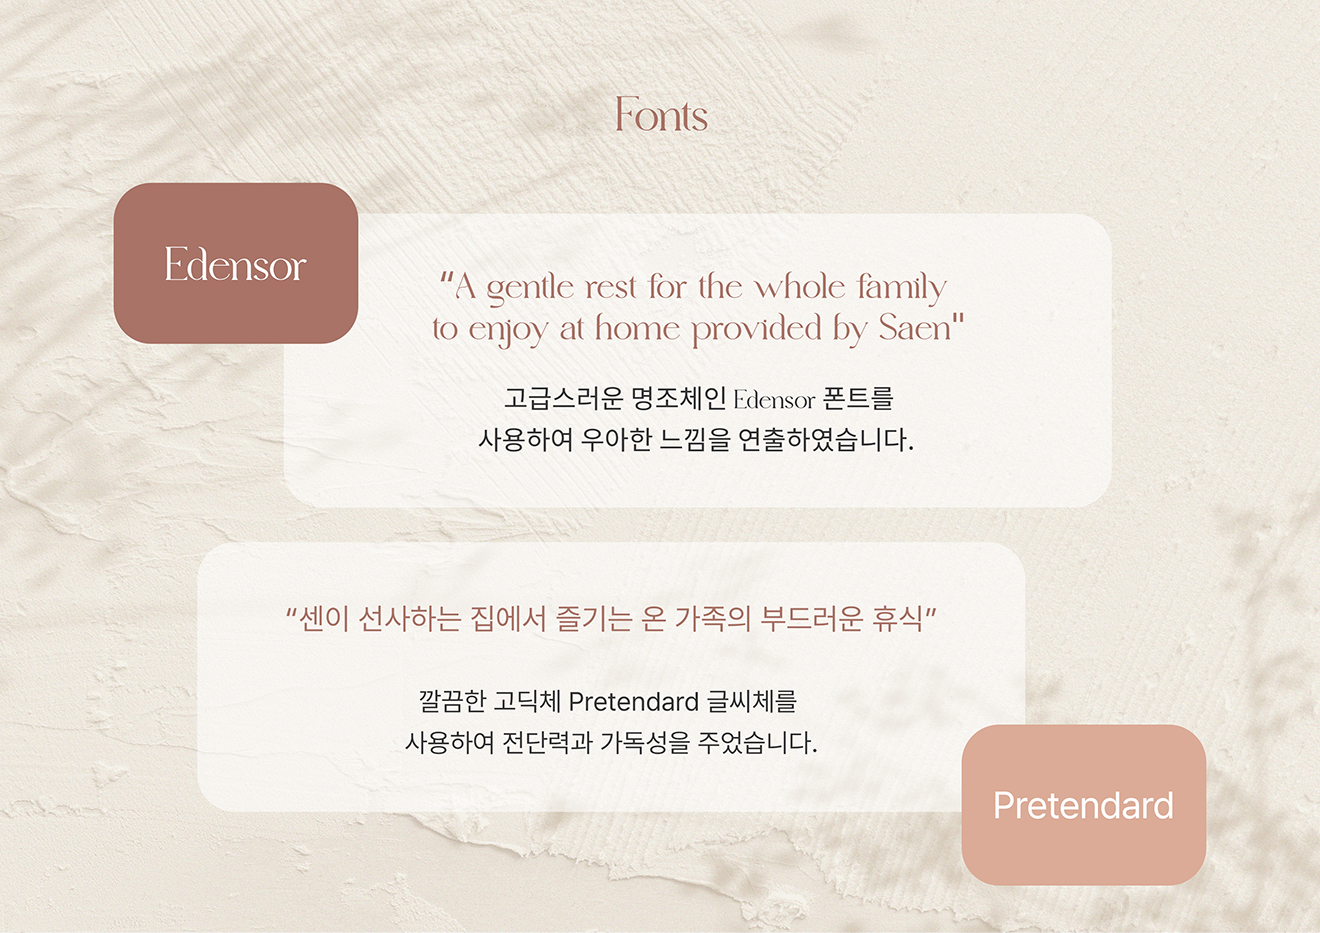 Fonts
Edensor
“A gentle rest for the whole family
to enjoy at home provided by Saen"
고급스러운 명조체인 Edensor 폰트를
사용하여 우아한 느낌을 연출하였습니다.
“센이 선사하는 집에서 즐기는 온 가족의 부드러운 휴식”
깔끔한 고딕체 Pretendard 글씨체를
사용하여 전단력과 가독성을 주었습니다.
Pretendard